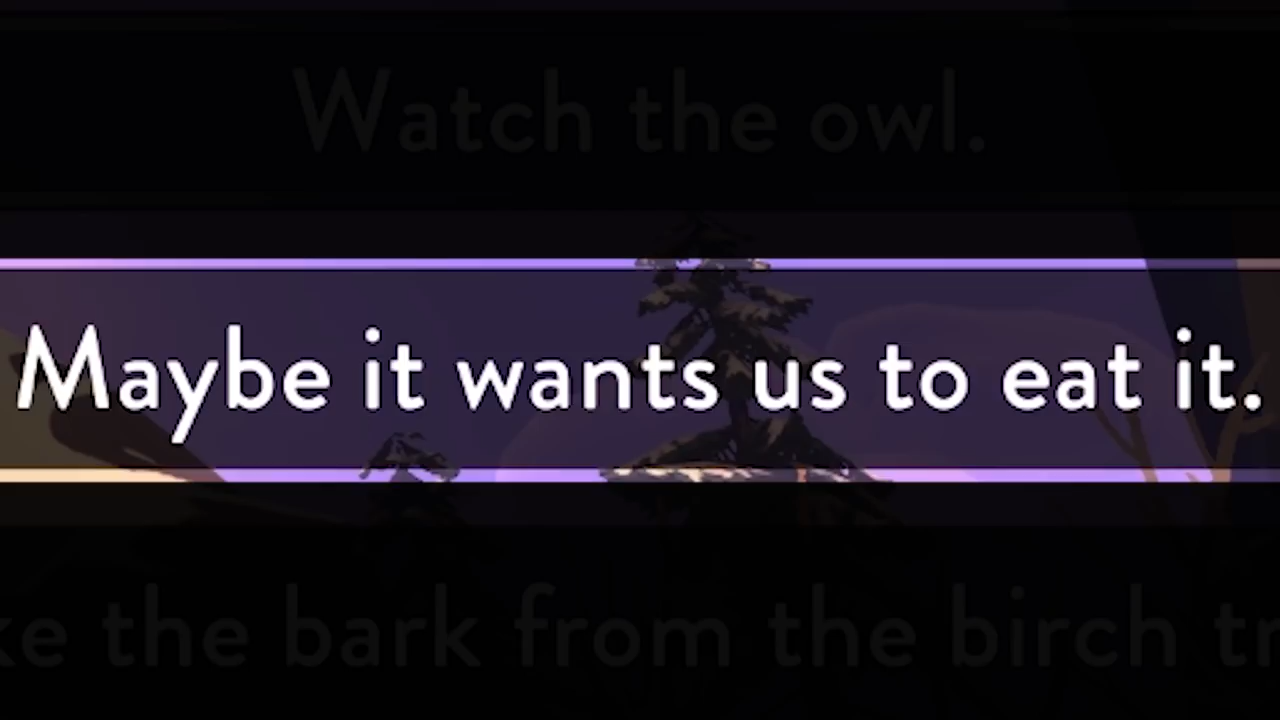 Watch the owl.
Maybe it wants us to eat it.
ke the bark from the birch tr